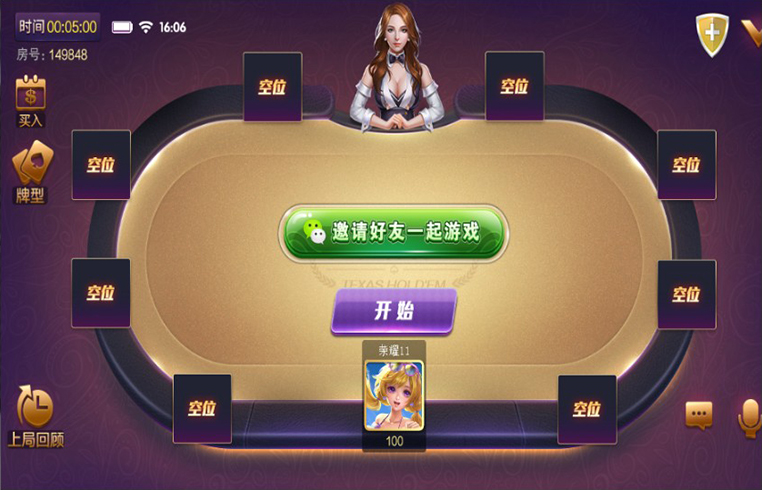 时间 00:05:00 16:06
房号: 149848
买入
牌型
空位
空位
空位
空位
邀请好友一起游戏
TEXAS HOLD'EM
空位
空位
开始
荣耀11
100
空位
空位
上局回顾